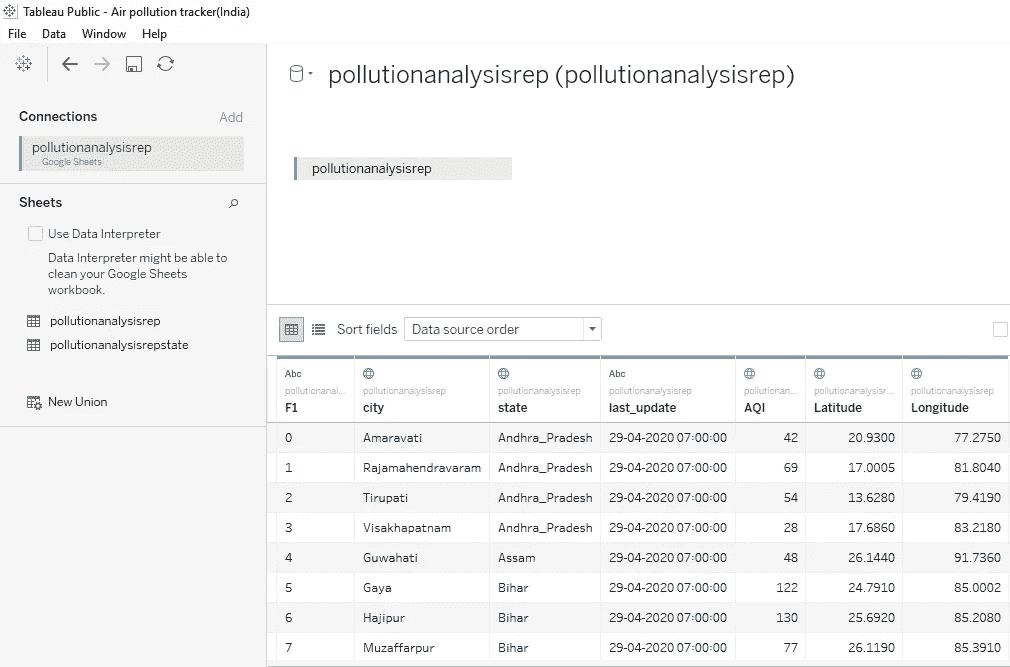 Tableau Public - Air pollution tracker(India)
File Data Window Help
Connections Add
pollutionanalysisrep
Google Sheets
Sheets
Use Data Interpreter
Data Interpreter might be able to
clean your Google Sheets
workbook.
pollutionanalysisrep
pollutionanalysisrepstate
New Union
pollutionanalysisrep (pollutionanalysisrep)
pollutionanalysisrep
Sort fields Data source order
Abc Abc
pollutionanal... pollutionanalysisrep pollutionanalysisrep pollutionanalysisrep pollutionan... pollutionanalysisr... pollutionanalysisrep
F1 city state last_update AQI Latitude Longitude
0 Amaravati Andhra_Pradesh 29-04-2020 07:00:00 42 20.9300 77.2750
1 Rajamahendravaram Andhra_Pradesh 29-04-2020 07:00:00 69 17.0005 81.8040
2 Tirupati Andhra_Pradesh 29-04-2020 07:00:00 54 13.6280 79.4190
3 Visakhapatnam Andhra_Pradesh 29-04-2020 07:00:00 28 17.6860 83.2180
4 Guwahati Assam 29-04-2020 07:00:00 48 26.1440 91.7360
5 Gaya Bihar 29-04-2020 07:00:00 122 24.7910 85.0002
6 Hajipur Bihar 29-04-2020 07:00:00 130 25.6920 85.2080
7 Muzaffarpur Bihar 29-04-2020 07:00:00 77 26.1190 85.3910